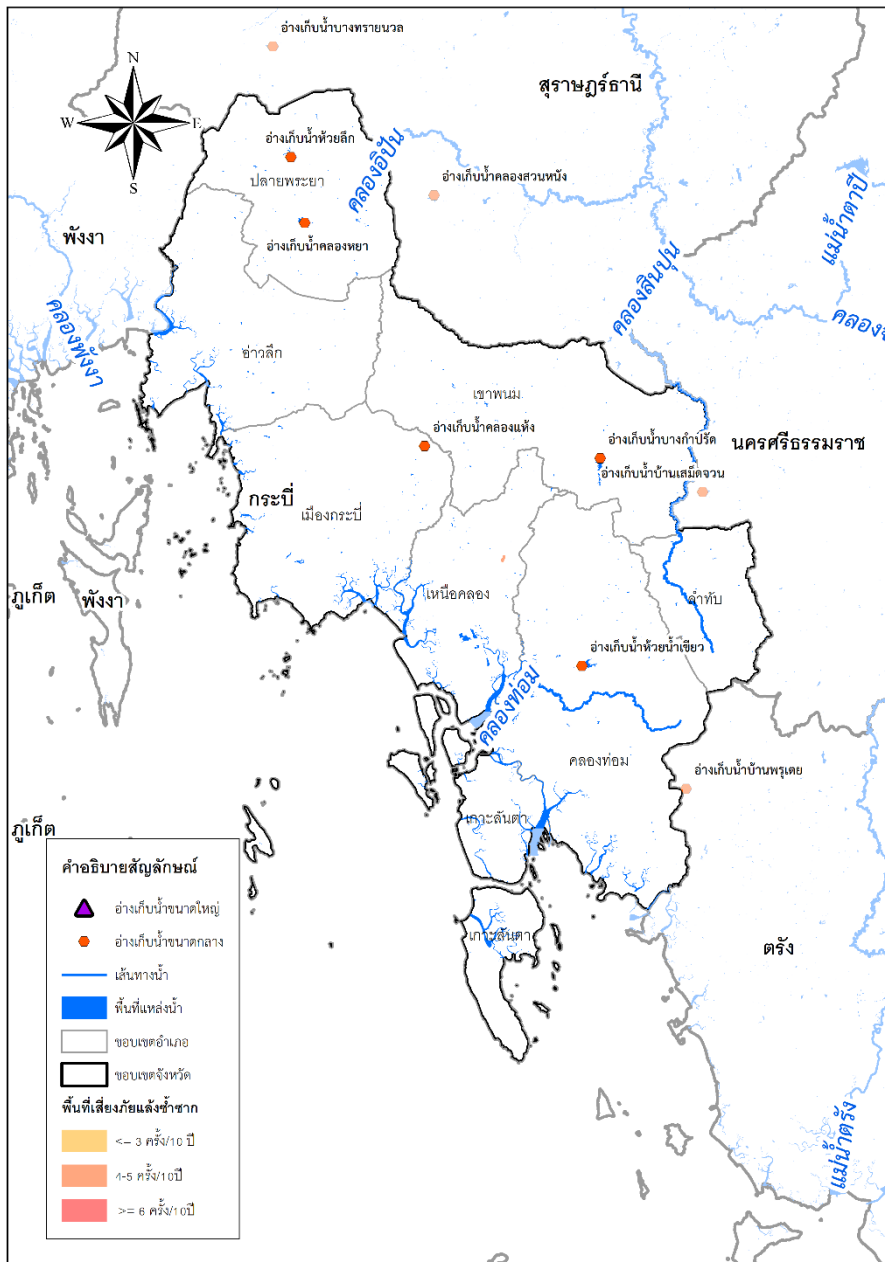 อ่างเก็บน้ำบางทรายนวล
N
W
E
S
สุราษฎร์ธานี
อ่างเก็บน้ำห้วยลึก
ปลายพระยา
คลองอิปัน
อ่างเก็บน้ำคลองสวนหนัง
แม่น้ำตาปี
พังงา
อ่างเก็บน้ำคลองหยา
คลองสินปุน
คลองพังงา
อ่าวลึก
เขาพนม
อ่างเก็บน้ำคลองแห้ง
อ่างเก็บน้ำบางกำปรัด
นครศรีธรรมราช
อ่างเก็บน้ำบ้านเสม็ดจวน
กระบี่
เมืองกระบี่
ภูเก็ต
พังงา
เหนือคลอง
ลำทับ
อ่างเก็บน้ำห้วยน้ำเขียว
คลองท่อม
คลองท่อม
อ่างเก็บน้ำบ้านพรุเตย
เกาะลันตา
ภูเก็ต
เกาะลันตา
ตรัง
แม่น้ำตรัง
คำอธิบายสัญลักษณ์
อ่างเก็บน้ำขนาดใหญ่
อ่างเก็บน้ำขนาดกลาง
เส้นทางน้ำ
พื้นที่แหล่งน้ำ
ขอบเขตอำเภอ
ขอบเขตจังหวัด
พื้นที่เสี่ยงภัยแล้งซ้ำซาก
<= 3 ครั้ง/10 ปี
4-5 ครั้ง/10ปี
>= 6 ครั้ง/10ปี